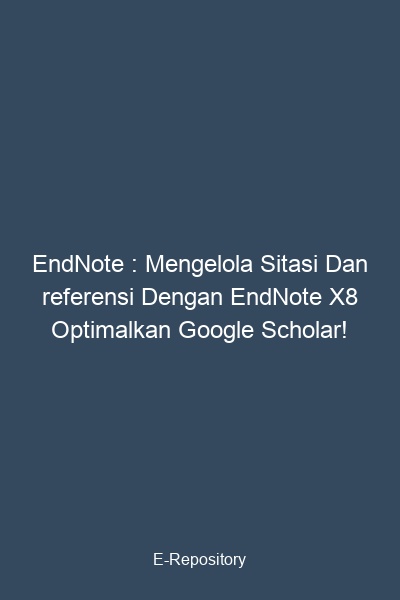 EndNote : Mengelola Sitasi Dan
referensi Dengan EndNote X8
Optimalkan Google Scholar!
E-Repository